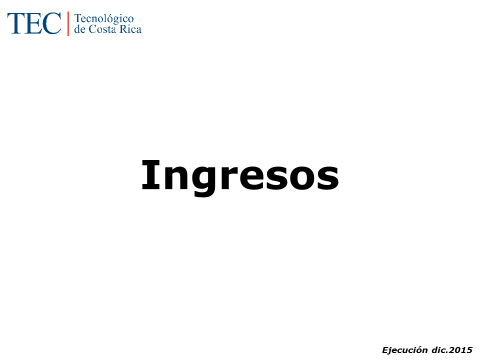 TEC | Tecnológico
de Costa Rica
Ingresos
Ejecución dic.2015